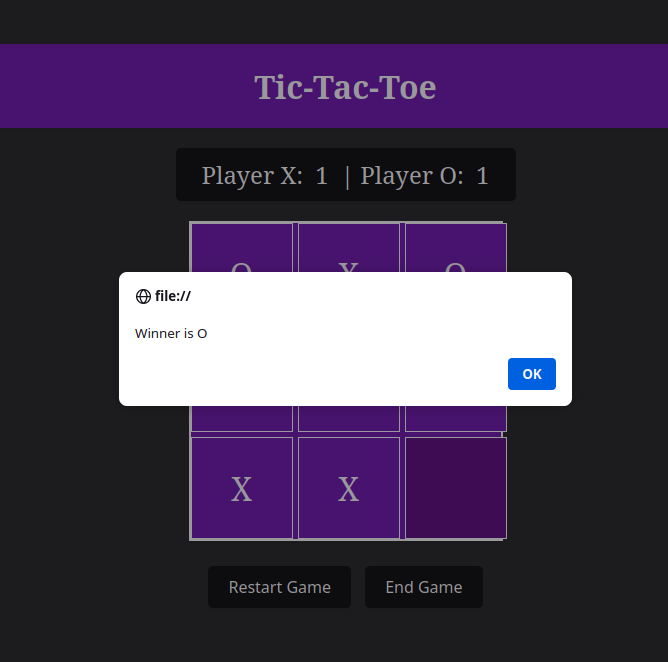 Tic-Tac-Toe
Player X: 1 | Player O: 1
O X O
file://
Winner is O
OK
X X
Restart Game End Game